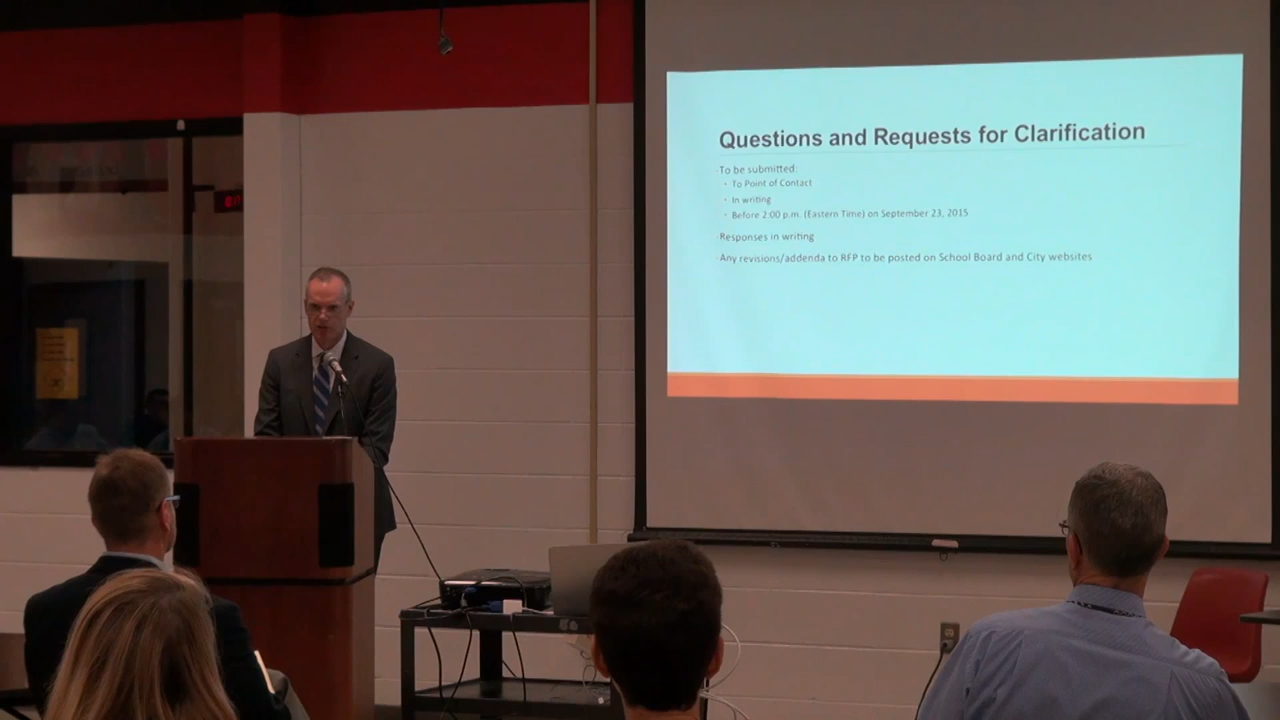 Questions and Requests for Clarification
To be submitted:
• To Point of Contact
• In writing
• Before 2:00 p.m. (Eastern Time) on September 23, 2015
Responses in writing
Any revisions/addenda to RFP to be posted on School Board and City websites